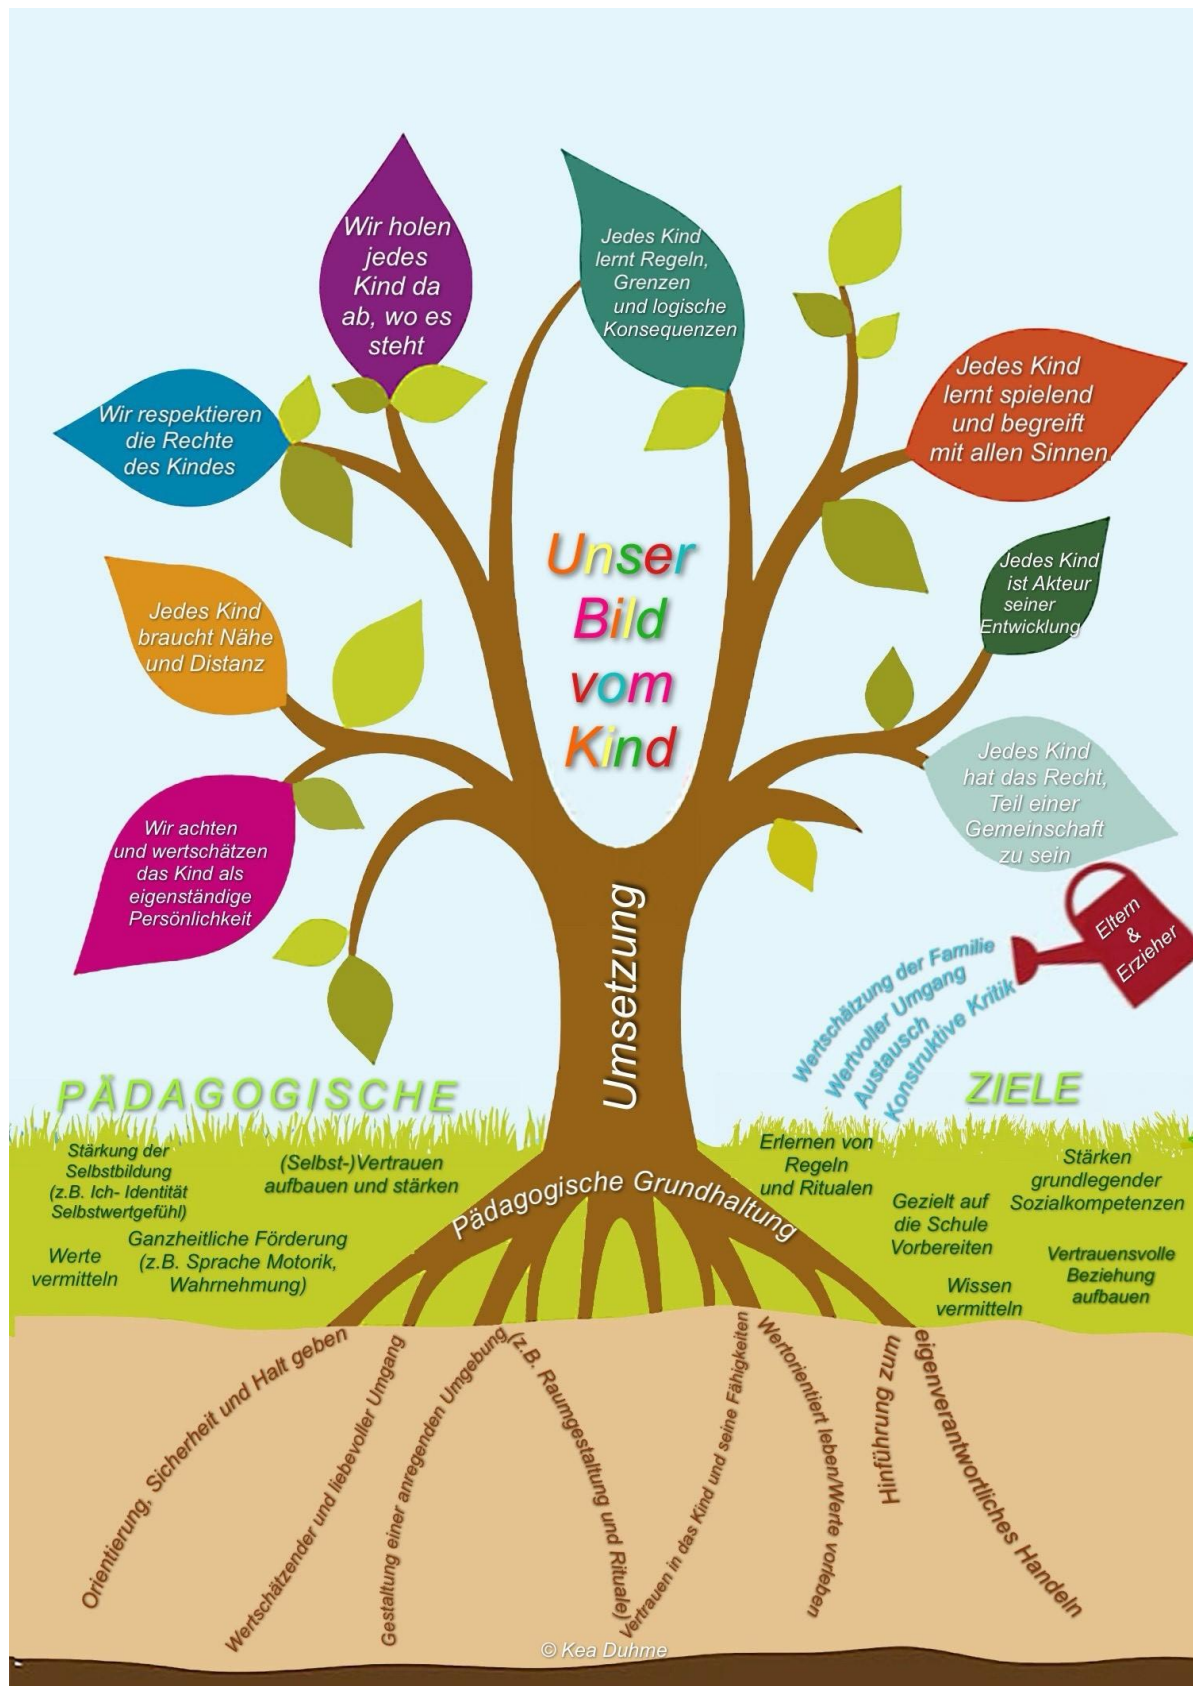 Wir holen
jedes
Kind da
ab, wo es
steht
Jedes Kind
lernt Regeln,
Grenzen
und logische
Konsequenzen
Jedes Kind
lernt spielend
und begreift
mit allen Sinnen.
Wir respektieren
die Rechte
des Kindes
Unser
Bild
vom
Kind
Jedes Kind
ist Akteur
seiner
Entwicklung
Jedes Kind
braucht Nähe
und Distanz
Jedes Kind
hat das Recht,
Teil einer
Gemeinschaft
zu sein
Wir achten
und wertschätzen
das Kind als
eigenständige
Persönlichkeit
Umsetzung
Eltern
&
Erzieher
Wertschätzung der Familie
Wertvoller Umgang
Austausch
Konstruktive Kritik
PÄDAGOGISCHE
ZIELE
Stärkung der
Selbstbildung
(z.B. Ich- Identität
Selbstwertgefühl)
(Selbst-)Vertrauen
aufbauen und stärken
Werte
vermitteln
Ganzheitliche Förderung
(z.B. Sprache Motorik,
Wahrnehmung)
Pädagogische Grundhaltung
Erlernen von
Regeln
und Ritualen
Gezielt auf
die Schule
Vorbereiten
Stärken
grundlegender
Sozialkompetenzen
Wissen
vermitteln
Vertrauensvolle
Beziehung
aufbauen
Orientierung, Sicherheit und Halt geben
Wertschätzender und liebevoller Umgang
Gestaltung einer anregenden Umgebung
(z.B. Raumgestaltung und Rituale)
Vertrauen in das Kind und seine Fähigkeiten
Wertorientiert leben/Werte vorleben
Hinführung zum
eigenverantwortliches Handeln
© Kea Duhme